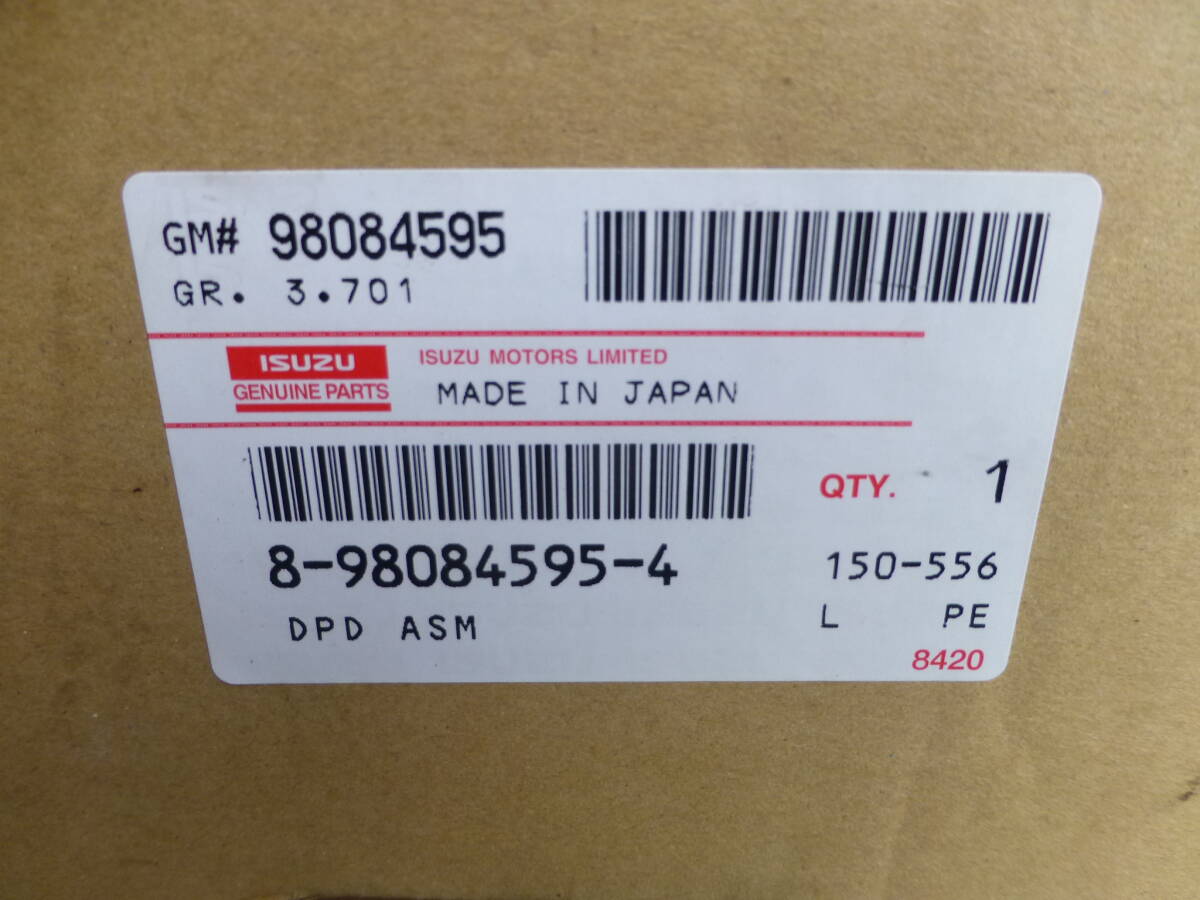 GM# 98084595
GR. 3.701
ISUZU
GENUINE PARTS
ISUZU MOTORS LIMITED
MADE IN JAPAN
QTY. 1
8-98084595-4
150-556
DPD ASM
L PE
8420